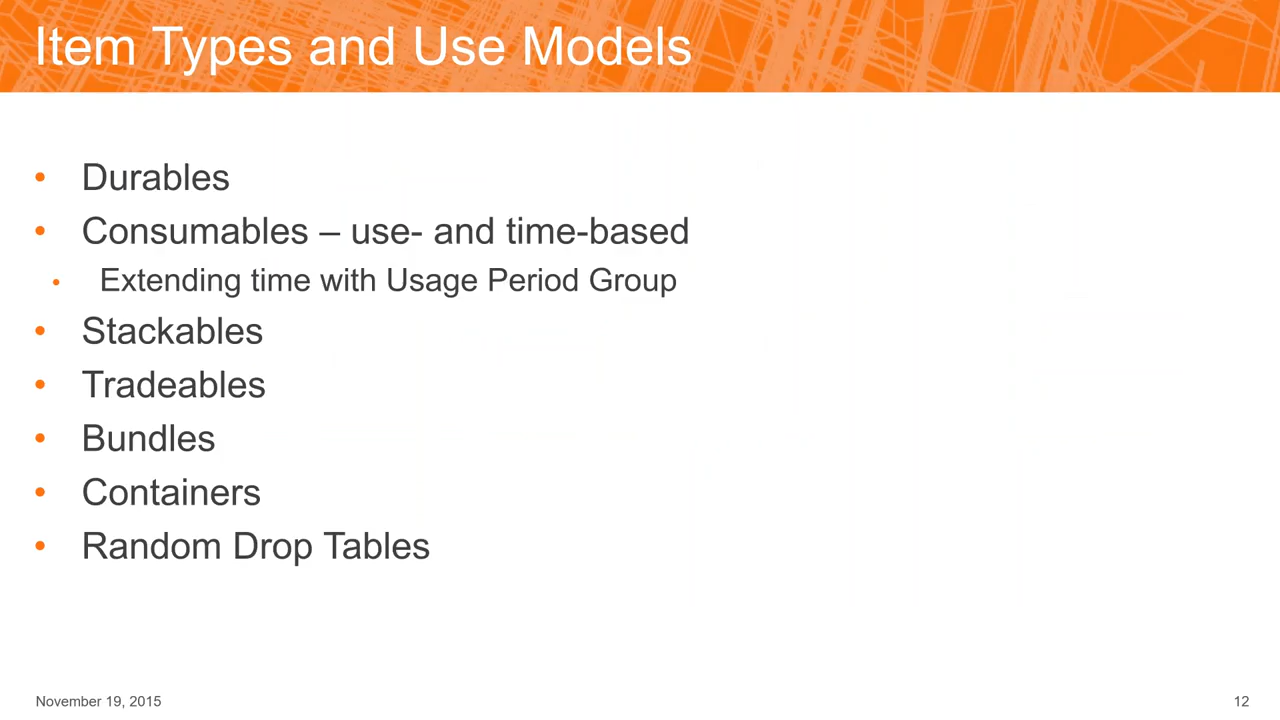 Item Types and Use Models
• Durables
• Consumables – use- and time-based
• Extending time with Usage Period Group
• Stackables
• Tradeables
• Bundles
• Containers
• Random Drop Tables
November 19, 2015
12